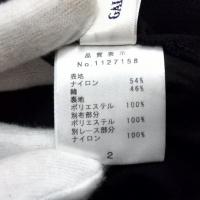 GAL
品質表示
No.1127158
表地
ナイロン 54%
綿 46%
裏地
ポリエステル 100%
別布部分
ポリエステル 100%
別レース部分
ナイロン 100%
2